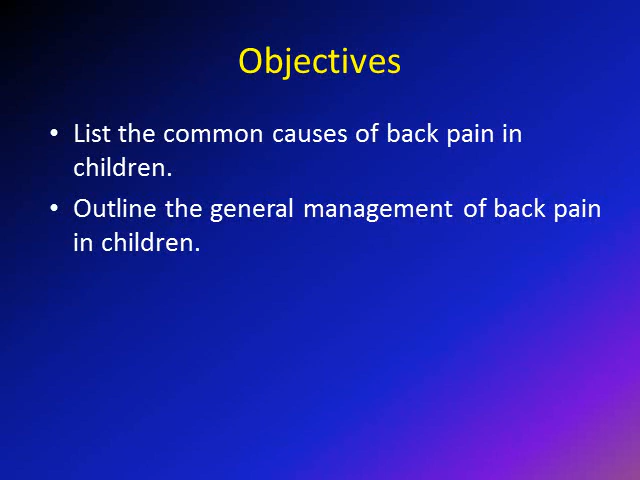 Objectives
• List the common causes of back pain in
children.
• Outline the general management of back pain
in children.